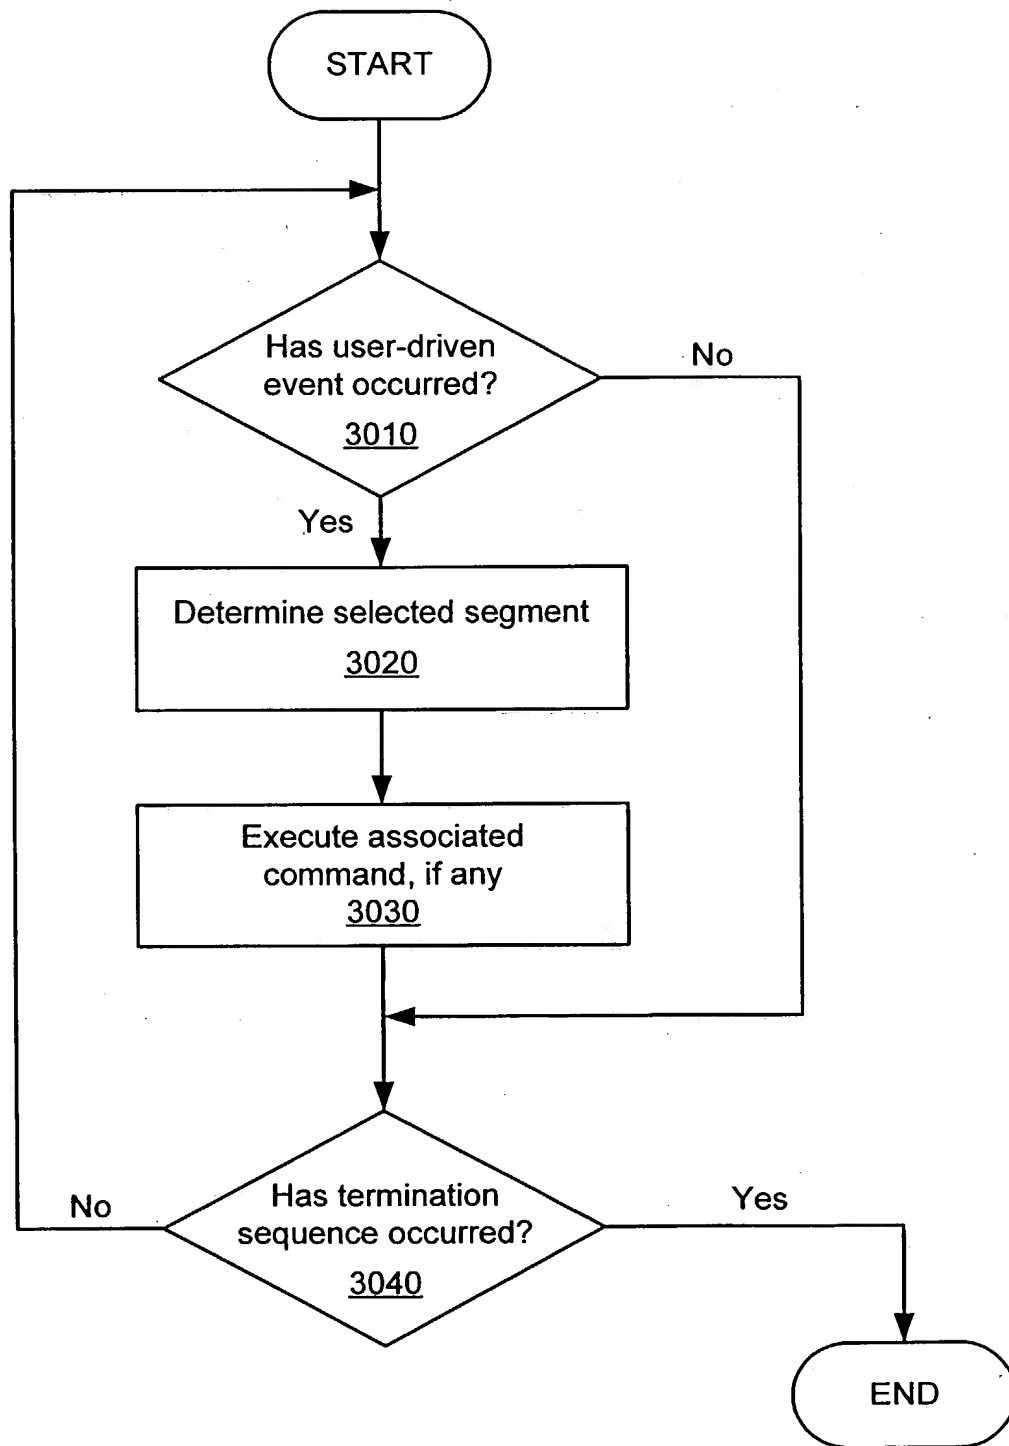 START
Has user-driven
event occurred?
3010
No
Yes
Determine selected segment
3020
Execute associated
command, if any
3030
Has termination
sequence occurred?
3040
No
Yes
END